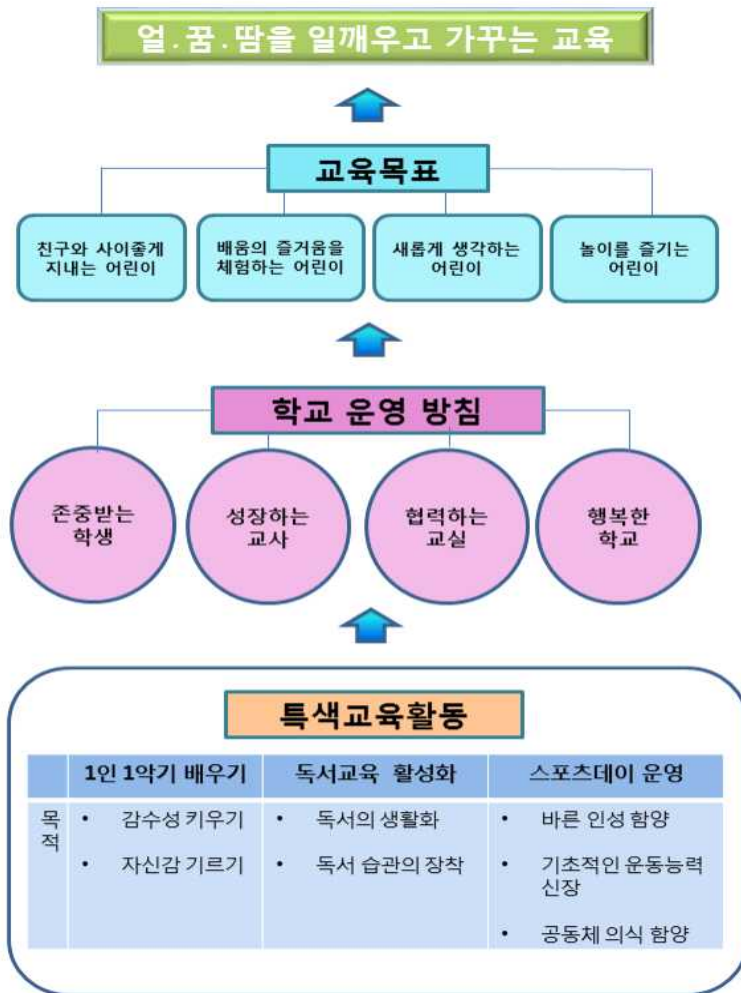 얼.꿈.땀을 일깨우고 가꾸는 교육
교육목표
친구와 사이좋게
지내는 어린이
배움의 즐거움을
체험하는 어린이
새롭게 생각하는
어린이
놀이를 즐기는
어린이
학교 운영 방침
존중받는
학생
성장하는
교사
협력하는
교실
행복한
학교
특색교육활동
1인 1악기 배우기
독서교육 활성화
스포츠데이 운영
목
적
• 감수성 키우기
• 자신감 기르기
• 독서의 생활화
• 독서 습관의 장착
• 바른 인성 함양
• 기초적인 운동능력
신장
• 공동체 의식 함양